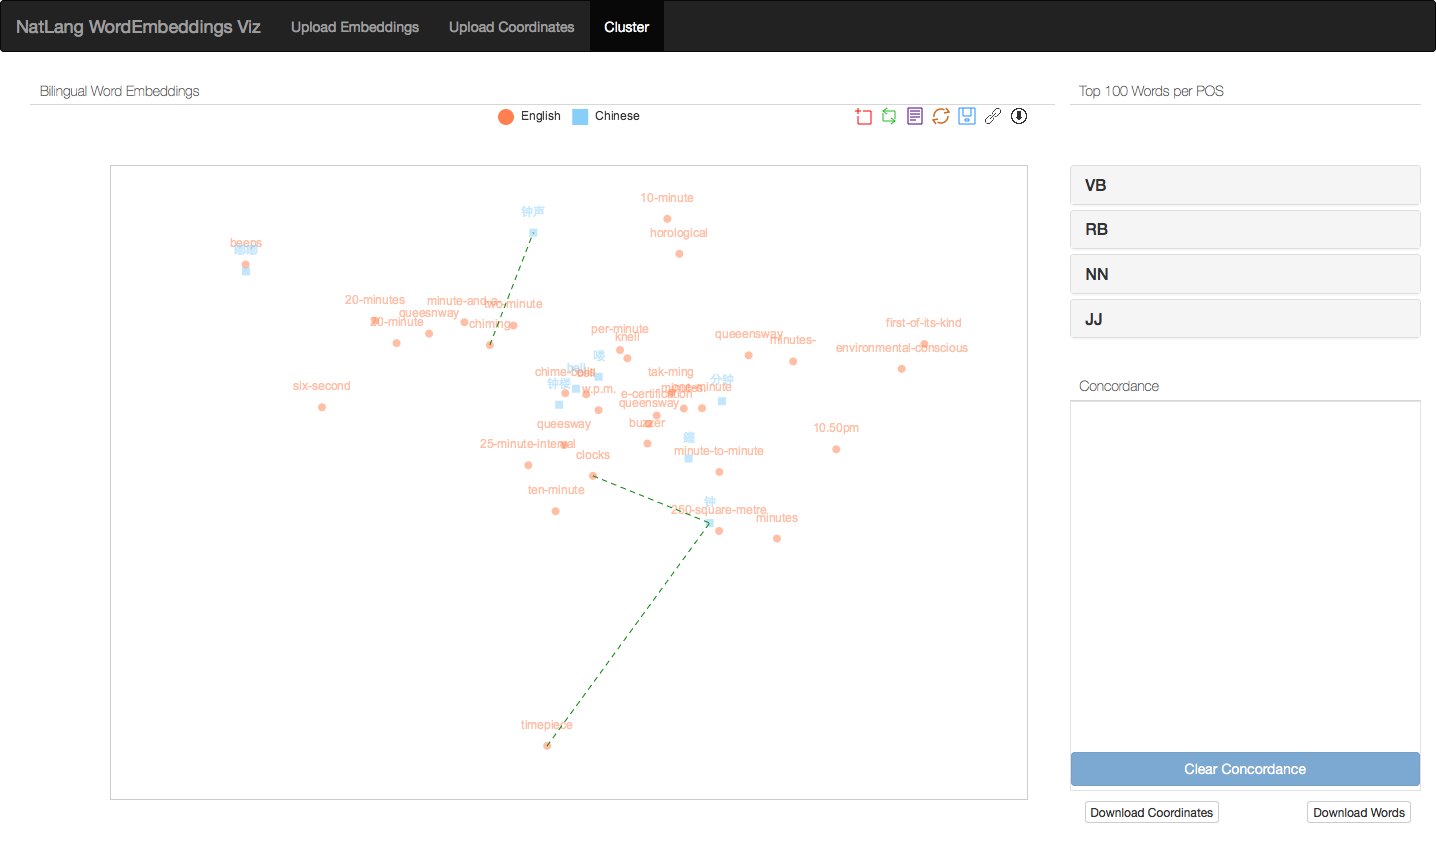 NatLang WordEmbeddings Viz
Upload Embeddings
Upload Coordinates
Cluster
Bilingual Word Embeddings
Top 100 Words per POS
English
Chinese
10-minute
钟声
horological
beeps
20-minutes
minute-and-a-
two-minute
queesnway
20-minute
chiming
first-of-its-kind
per-minute
knell
queeensway
minutes-
environmental-conscious
喽
chime-bells
bell
tak-ming
分钟
钟楼
six-second
w.p.m.
e-certification
queensway
queesway
buzzer
10.50pm
25-minute-interval
clocks
minute-to-minute
ten-minute
钟
250-square-metre
minutes
timepiece
VB
RB
NN
JJ
Concordance
Clear Concordance
Download Coordinates
Download Words